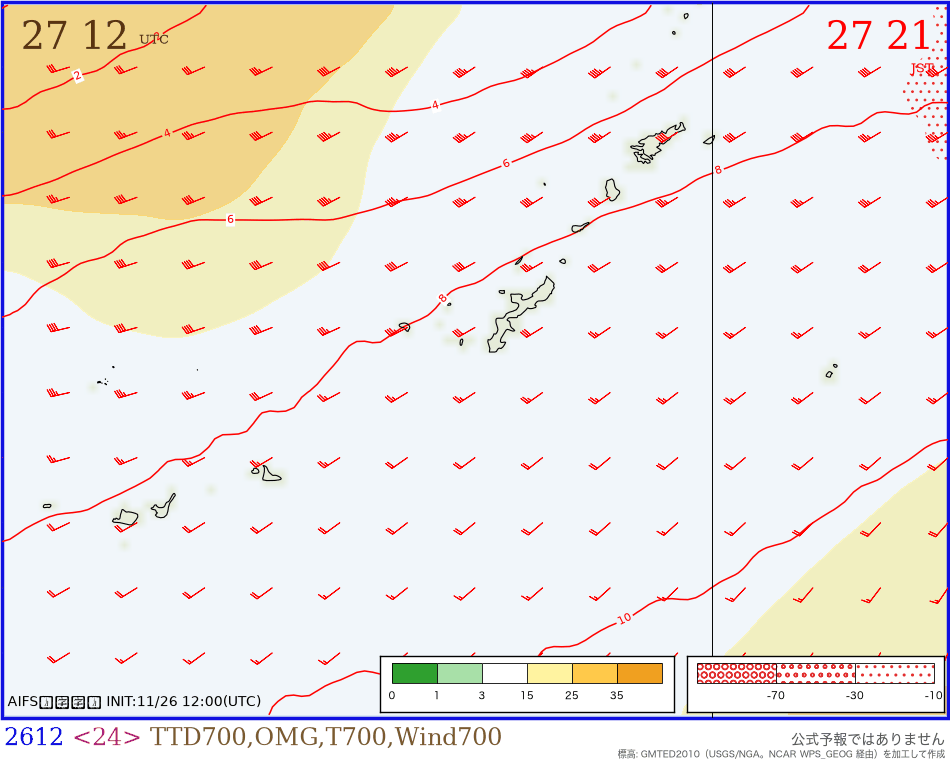 27 12 UTC
27 21
JST
2
4
4
6
6
8
8
10
0 1 3 15 25 35
-70 -30 -10
AIFS INIT:11/26 12:00(UTC)
2612 <24> TTD700,OMG,T700,Wind700
公式予報ではありません
標高: GMTED2010（USGS/NGA。NCAR WPS_GEOG 経由）を加工して作成